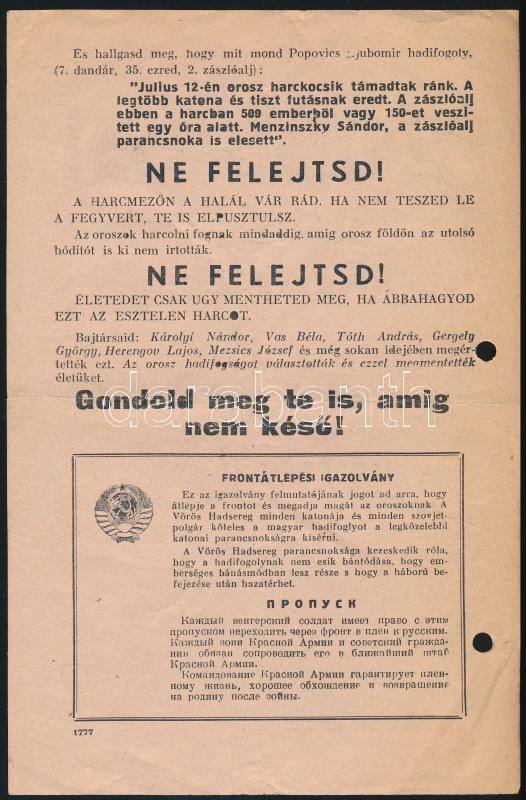 És hallgasd meg, hogy mit mond Popovics Ljubomir hadifogoly,
(7. dandár, 35. ezred, 2. zászlóalj):
"Julius 12-én orosz harckocsik támadtak ránk. A
legtöbb katona és tiszt futásnak eredt. A zászlóalj
ebben a harcban 500 emberből vagy 150-et veszi-
tett egy óra alatt. Menzinszky Sándor, a zászlóalj
parancsnoka is elesett".
NE FELEJTSD!
A HARCMEZŐN A HALÁL VÁR RÁD. HA NEM TESZED LE
A FEGYVERT, TE IS ELPUSZTULSZ.
Az oroszok harcolni fognak mindaddig, amig orosz földön az utolsó
hóditót is ki nem irtották.
NE FELEJTSD!
ÉLETEDET CSAK UGY MENTHETED MEG, HA ABBAHAGYOD
EZT AZ ESZTELEN HARCOT.
Bajtársaid: Károlyi Nándor, Vas Béla, Tóth András, Gergely
György, Herengov Lajos, Mezsics József és még sokan idejében megér-
tették ezt. Az orosz hadifogságot választották és ezzel megmentették
életüket.
Gondold meg te is, amig
nem késő!
darabanth
FRONTÁTLÉPÉSI IGAZOLVÁNY
Ez az igazolvány felmutatójának jogot ad arra, hogy
átlépje a frontot és megadja magát az oroszoknak A
Vörös Hadsereg minden katonája és minden szovjet-
polgár köteles a magyar hadifoglyot a legközelebbi
katonai parancsnokságra kisérni.
A Vörös Hadsereg parancsnoksága kezeskedik róla,
hogy a hadifogolynak nem esik bántódása, hogy em-
berséges bánásmódban lesz része s hogy a háború be-
fejezése után hazatérhet.
ПРОПУСК
Каждый венгерский солдат имеет право с этим
пропуском переходить через фронт в плен к русским.
Каждый воин Красной Армии и советский гражда-
нин обязан сопроводить его в ближайший штаб
Красной Армии.
Командование Красной Армии гарантирует плен-
ному жизнь, хорошее обхождение и возвращение
на родину после войны.
1777